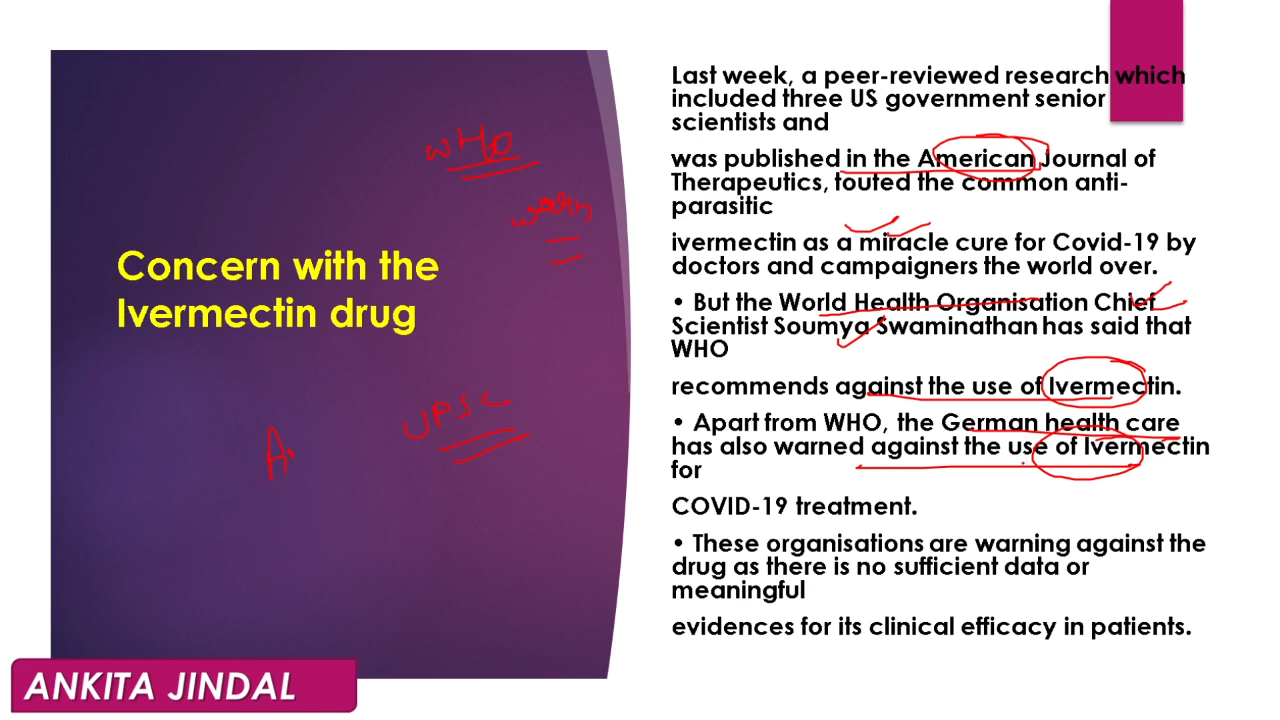 Concern with the
Ivermectin drug
WHO
warn
UPSC
Last week, a peer-reviewed research which
included three US government senior
scientists and
was published in the American Journal of
Therapeutics, touted the common anti-
parasitic
ivermectin as a miracle cure for Covid-19 by
doctors and campaigners the world over.
• But the World Health Organisation Chief
Scientist Soumya Swaminathan has said that
WHO
recommends against the use of Ivermectin.
• Apart from WHO, the German health care
has also warned against the use of Ivermectin
for
COVID-19 treatment.
• These organisations are warning against the
drug as there is no sufficient data or
meaningful
evidences for its clinical efficacy in patients.
ANKITA JINDAL